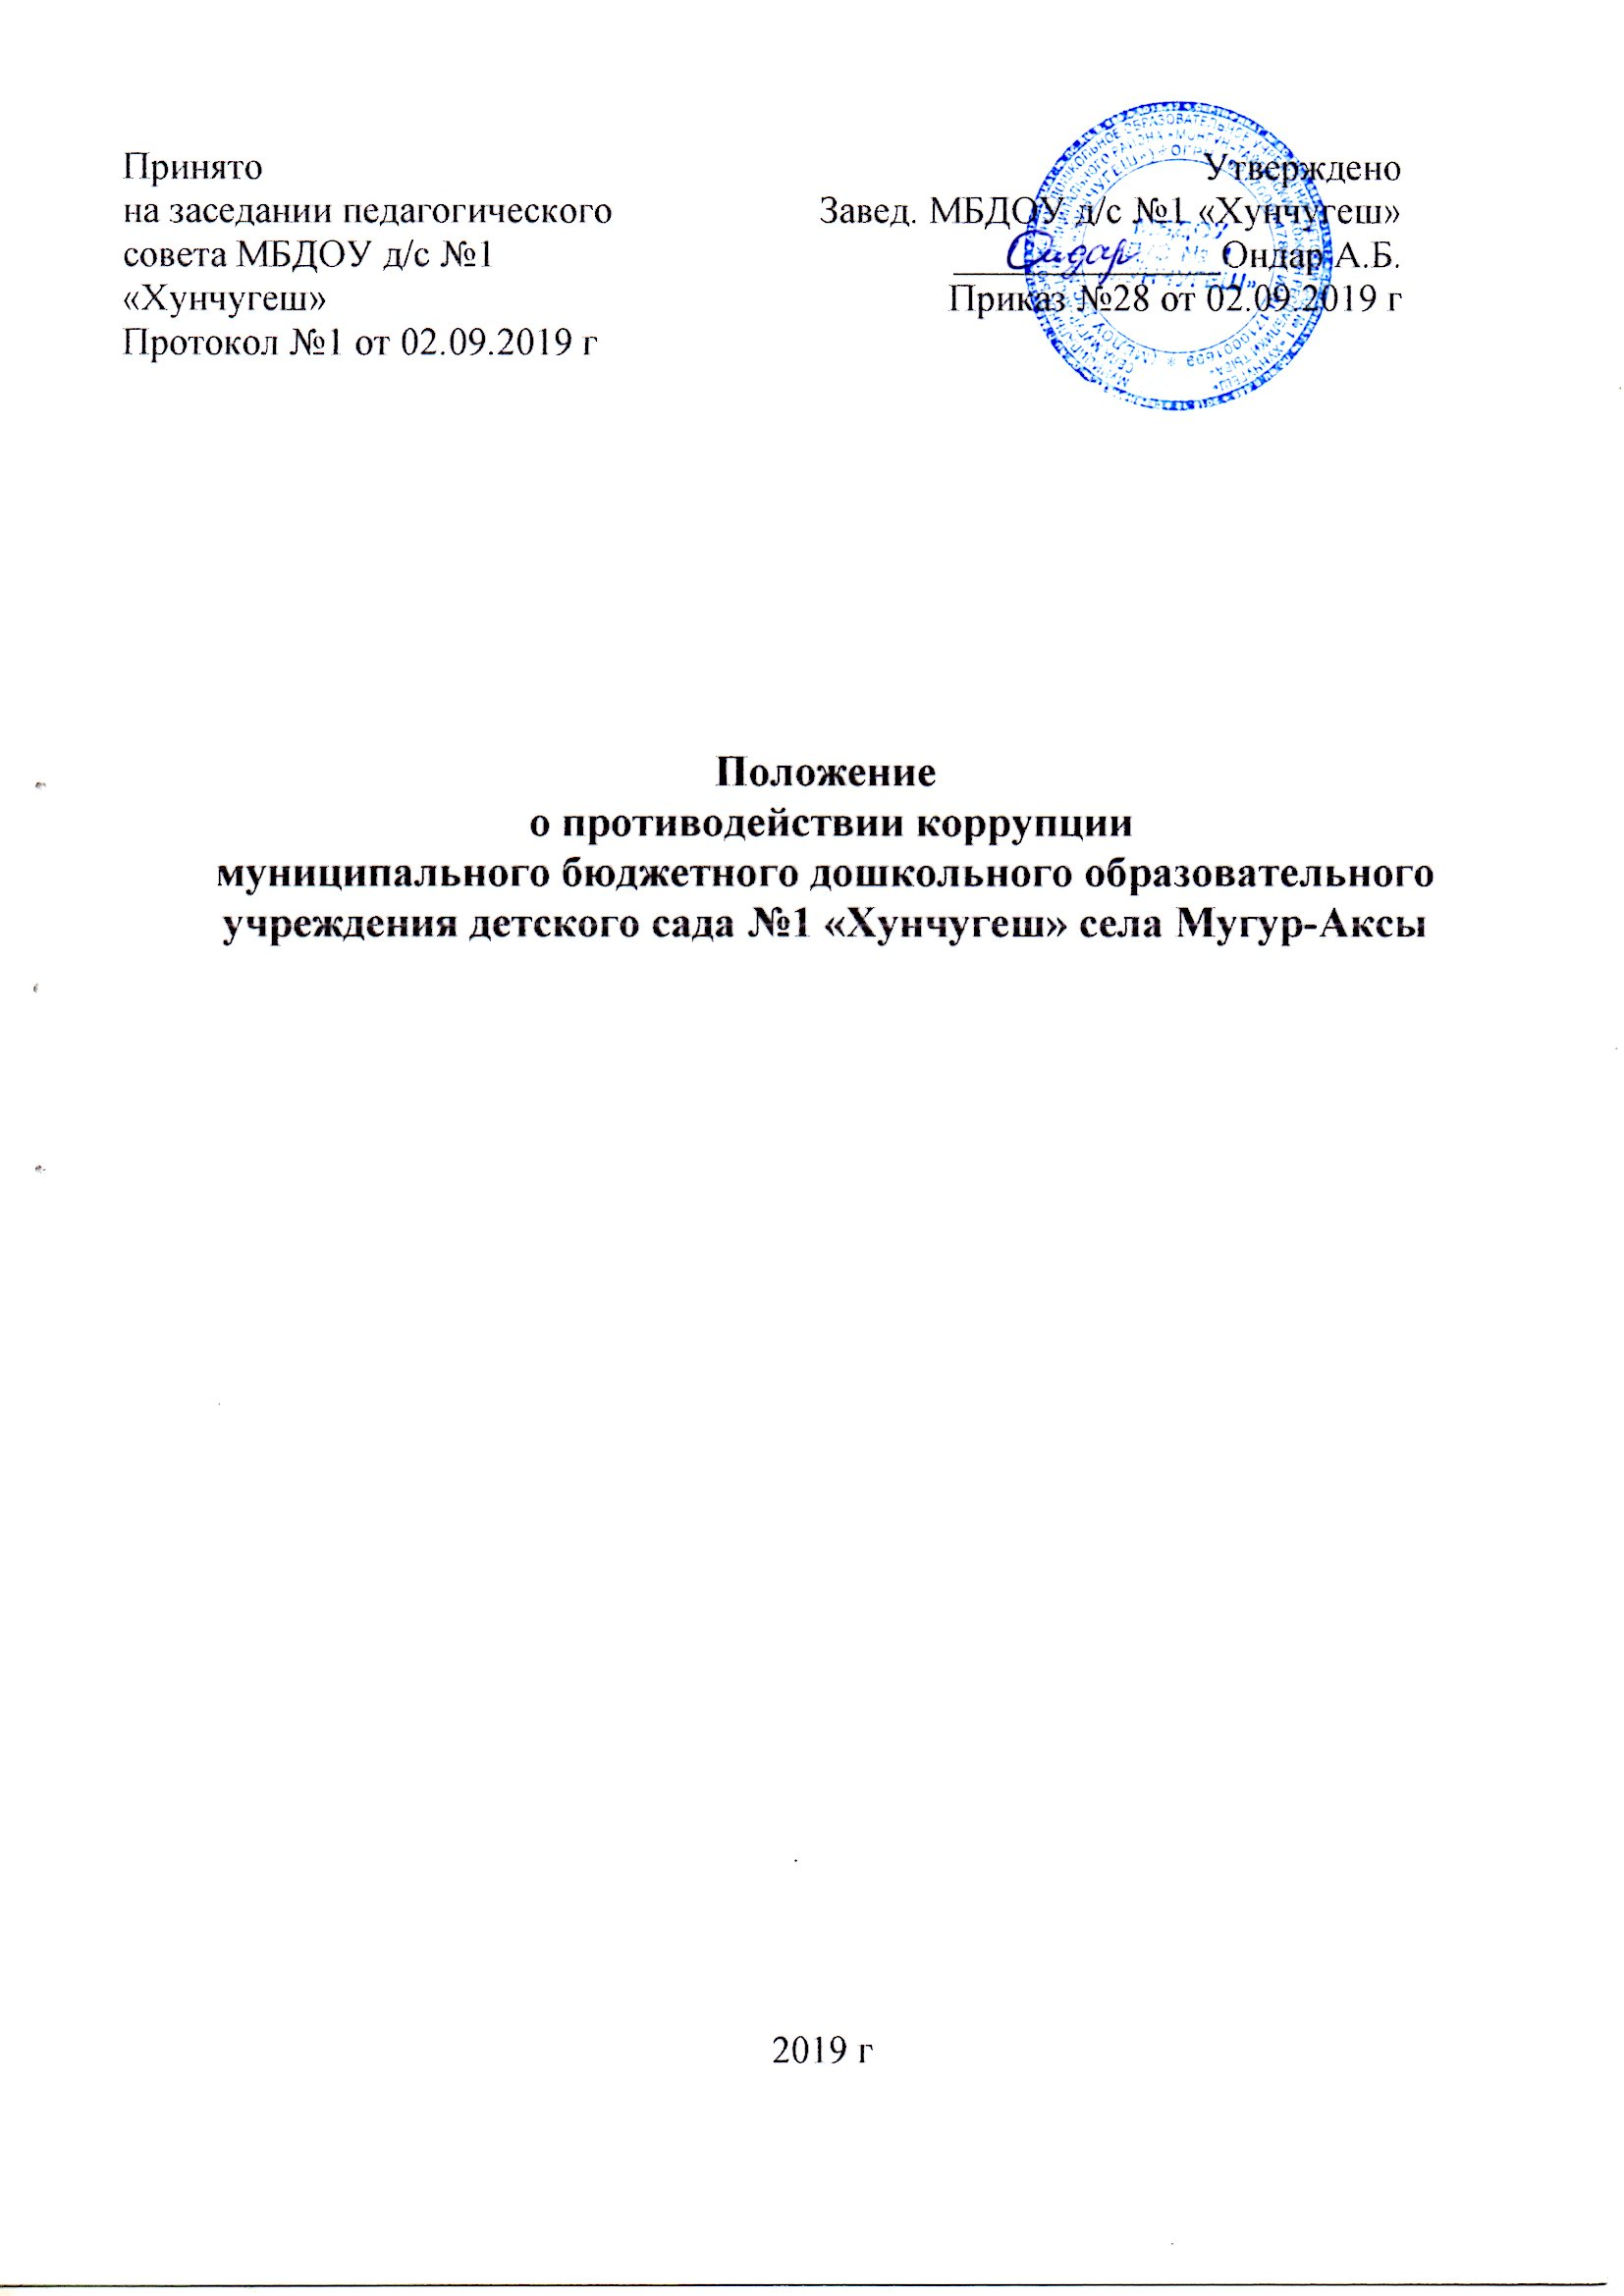 Принято
на заседании педагогического
совета МБДОУ д/с №1
«Хунчугеш»
Протокол №1 от 02.09.2019 г
Утверждено
Завед. МБДОУ д/с №1 «Хунчугеш»
Ондар Ондар А.Б.
Приказ №28 от 02.09.2019 г
Положение
о противодействии коррупции
муниципального бюджетного дошкольного образовательного
учреждения детского сада №1 «Хунчугеш» села Мугур-Аксы
2019 г